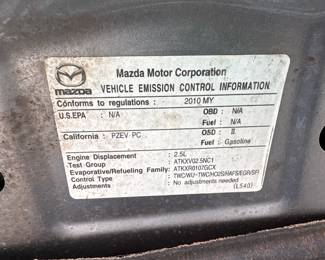 mazda
Mazda Motor Corporation
VEHICLE EMISSION CONTROL INFORMATION
Conforms to regulations : 2010 MY
U.S.EPA : N/A OBD : N/A
Fuel : N/A
California : PZEV PC OBD : II
Fuel : Gasoline
Engine Displacement : 2.5L
Test Group : ATKXV02.5NC1
Evaporative/Refueling Family: ATKXR0107GCX
Control Type : TWC/WU-TWC/HO2S/HAFS/EGR/SFI
Adjustments : No adjustments needed
(L540)